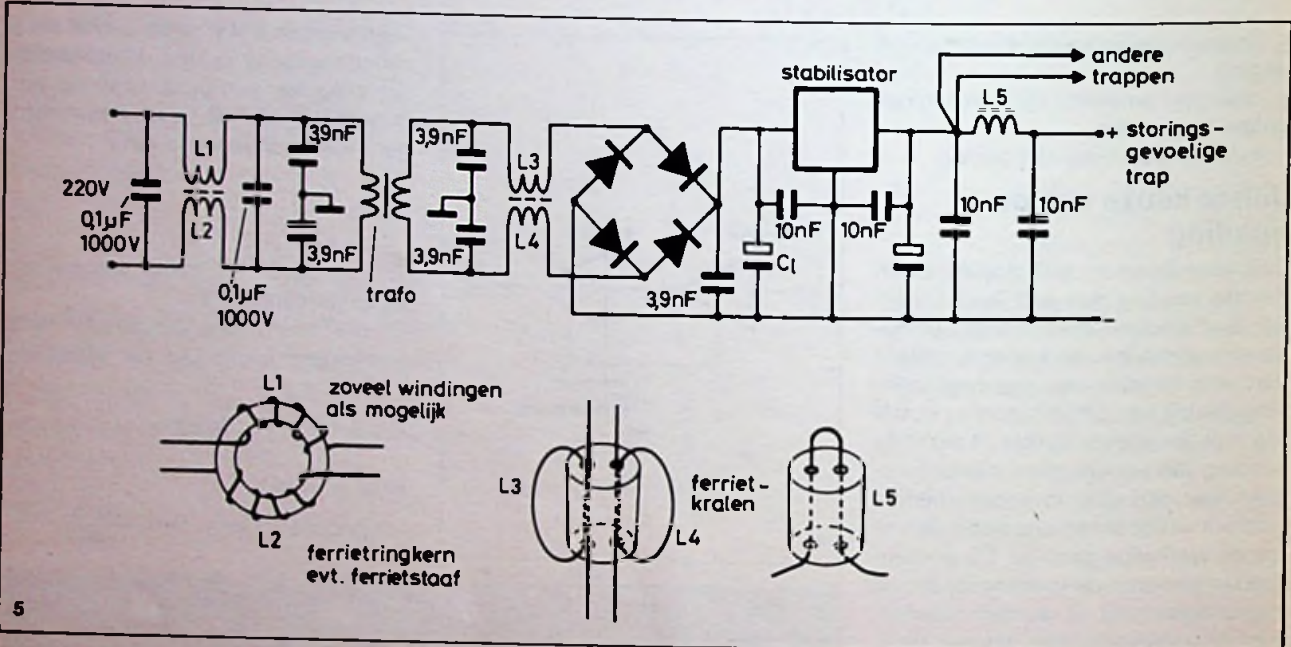 andere
trappen
stabilisator
L5
+ storings-
gevoelige
trap
3,9nF
3,9nF
L1
L3
220V
0,1µF
1000V
L2
L4
10nF
10nF
10nF
10nF
3,9nF
3,9nF
Cl
3,9nF
0,1µF
1000V
trafo
-
L1
zoveel windingen
als mogelijk
L3
ferriet-
kralen
L5
L4
L2
ferrietringkern
evt. ferrietstaaf
5